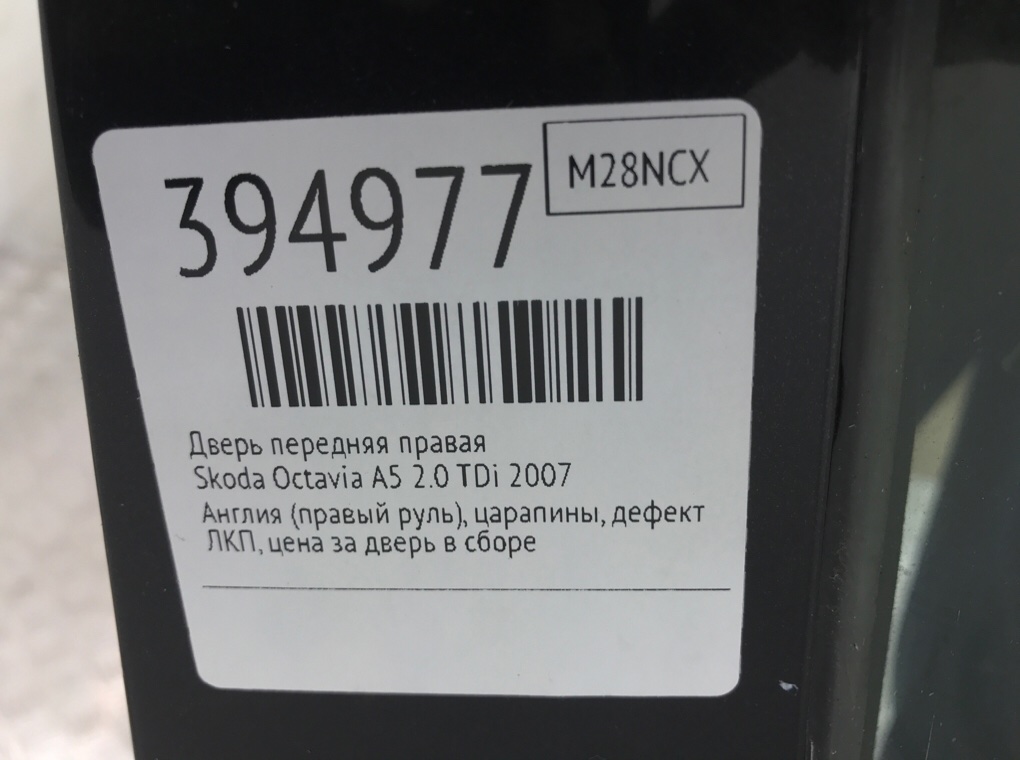 394977
M28NCX
Дверь передняя правая
Skoda Octavia A5 2.0 TDi 2007
Англия (правый руль), царапины, дефект
ЛКП, цена за дверь в сборе